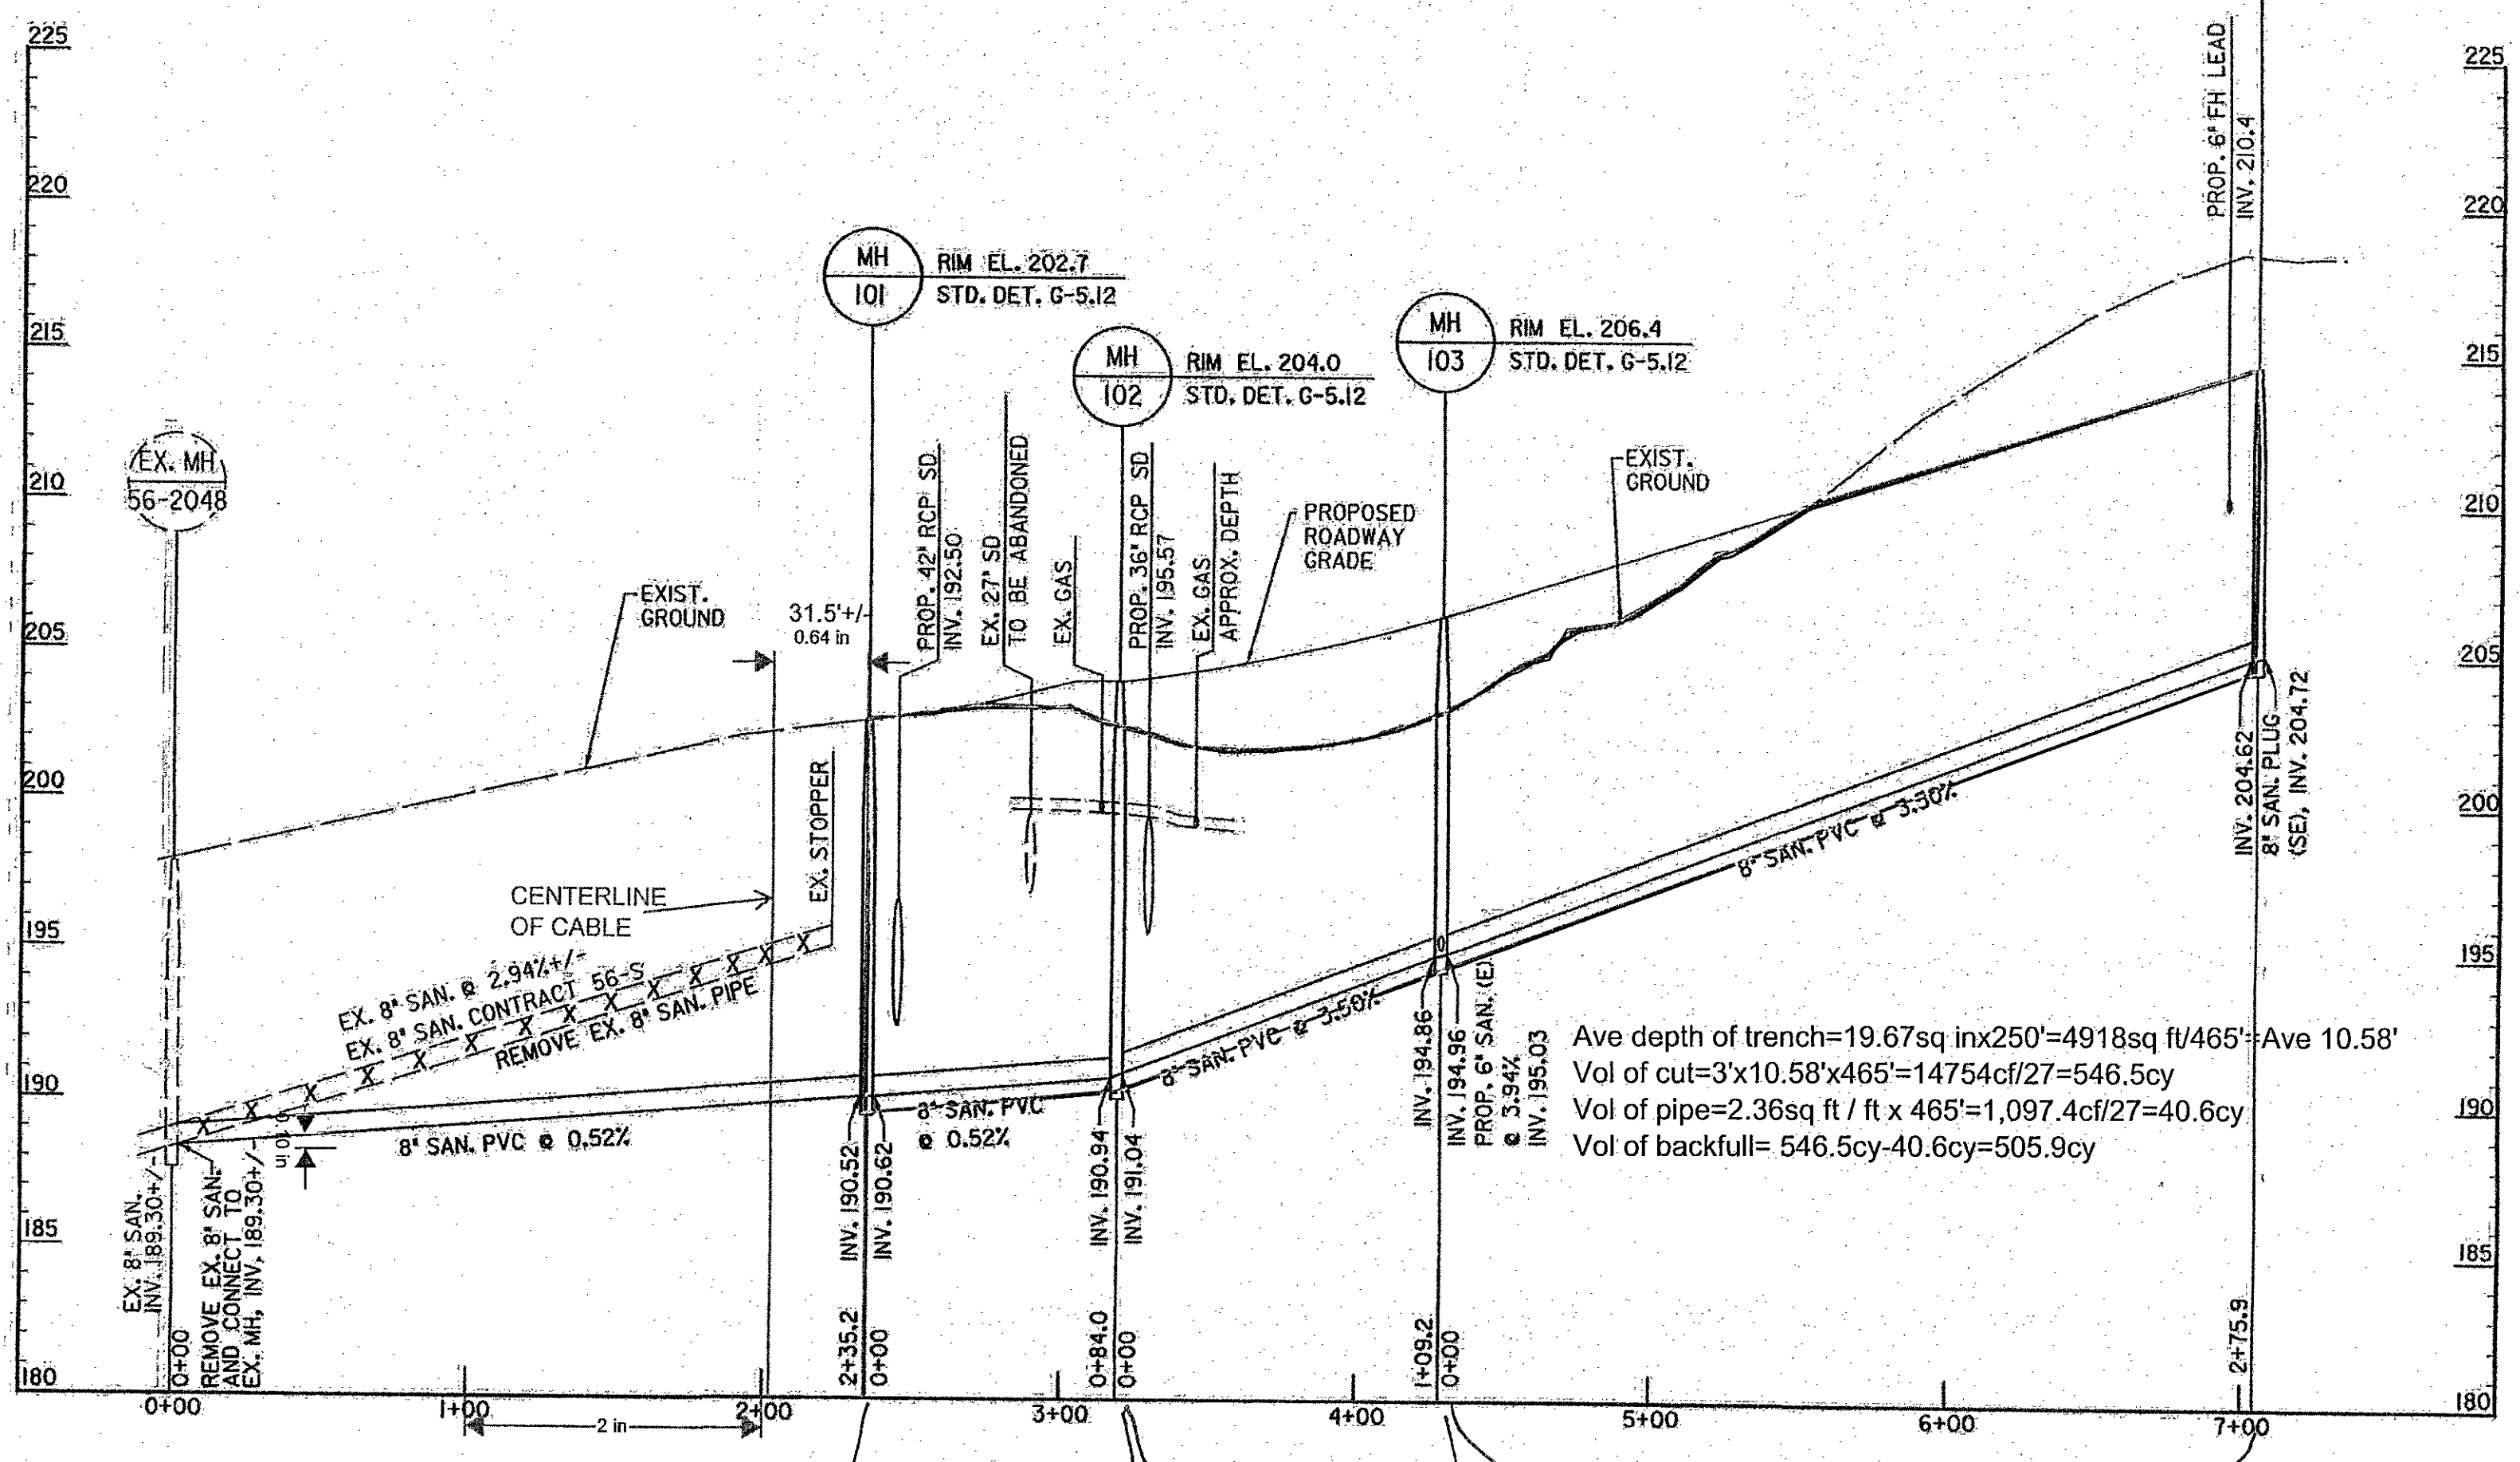 225
220
215
210
205
200
195
190
185
180
225
220
215
210
205
200
195
190
185
180
EX. MH
56-2048
MH
101
RIM EL. 202.7
STD. DET. G-5.12
MH
102
RIM EL. 204.0
STD. DET. G-5.12
MH
103
RIM EL. 206.4
STD. DET. G-5.12
PROP. 6" FH LEAD
INV. 210.4
EXIST.
GROUND
31.5'+/-
0.64 in
PROP. 42" RCP SD
INV. 192.50
EX. 27" SD
TO BE ABANDONED
EX. GAS
PROP. 36" RCP SD
INV. 195.57
EX. GAS
APPROX. DEPTH
PROPOSED
ROADWAY
GRADE
EXIST.
GROUND
EX. STOPPER
CENTERLINE
OF CABLE
EX. 8" SAN. @ 2.94%+/-
EX. 8" SAN. CONTRACT 56-S
REMOVE EX. 8" SAN. PIPE
8" SAN. PVC @ 0.52%
8" SAN. PVC
@ 0.52%
8" SAN. PVC @ 3.50%
8" SAN. PVC @ 3.30%
EX. 8" SAN.
INV. 189.30+/-
0+00
REMOVE EX. 8" SAN.
AND CONNECT TO
EX. MH, INV. 189.30+/-
0.10 in
INV. 190.52
INV. 190.62
2+35.2
0+00
INV. 190.94
INV. 191.04
0+84.0
0+00
INV. 194.86
INV. 194.96
PROP. 6" SAN. (E)
@ 3.94%
INV. 195.03
1+09.2
0+00
INV. 204.62
8" SAN. PLUG
(SE), INV. 204.72
2+75.9
Ave depth of trench=19.67sq inx250'=4918sq ft/465'=Ave 10.58'
Vol of cut=3'x10.58'x465'=14754cf/27=546.5cy
Vol of pipe=2.36sq ft / ft x 465'=1,097.4cf/27=40.6cy
Vol of backfull= 546.5cy-40.6cy=505.9cy
0+00
1+00
2+00
3+00
4+00
5+00
6+00
7+00
2 in